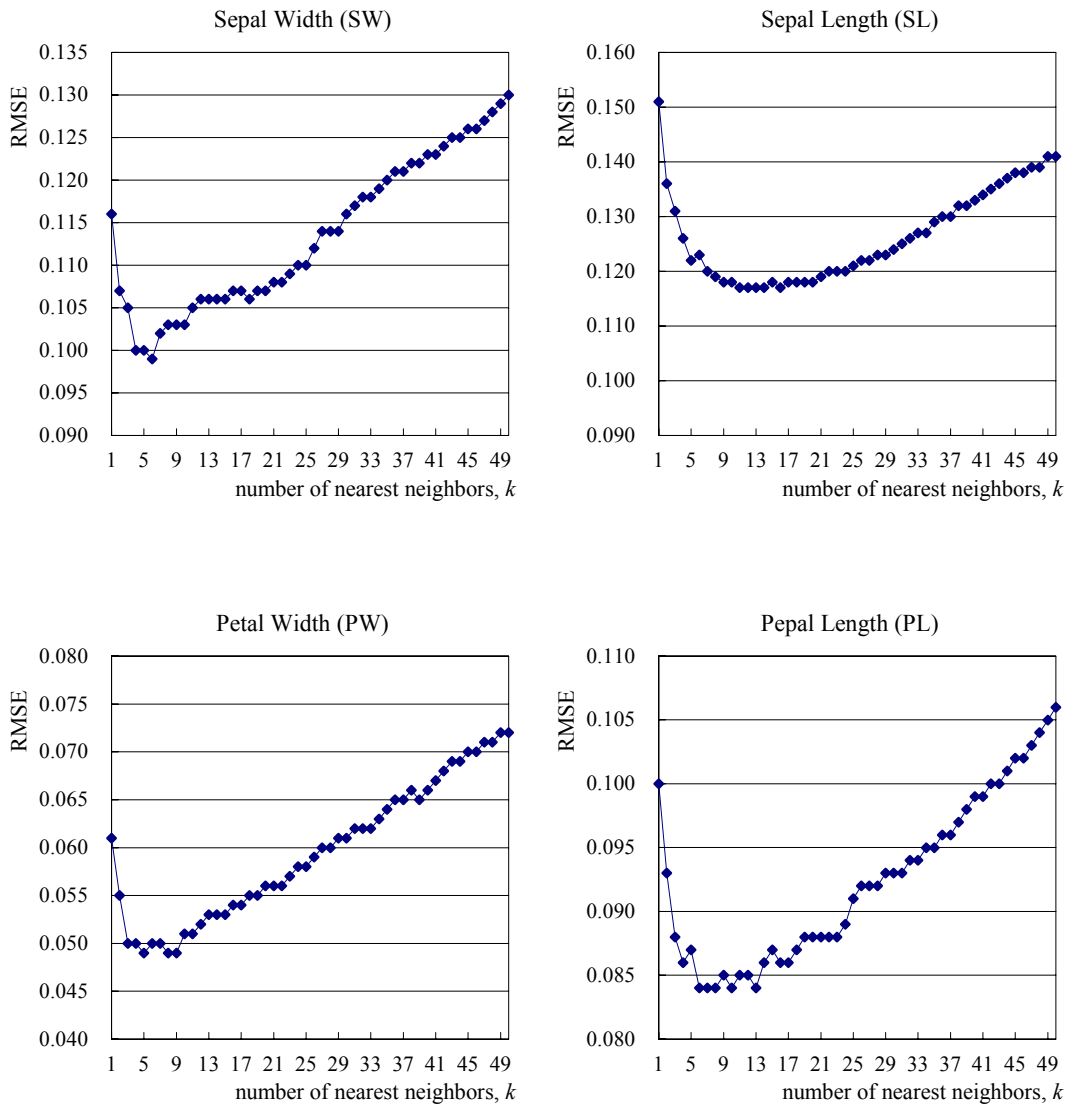 Sepal Width (SW)
RMSE
0.135
0.130
0.125
0.120
0.115
0.110
0.105
0.100
0.095
0.090
1 5 9 13 17 21 25 29 33 37 41 45 49
number of nearest neighbors, k
Sepal Length (SL)
RMSE
0.160
0.150
0.140
0.130
0.120
0.110
0.100
0.090
1 5 9 13 17 21 25 29 33 37 41 45 49
number of nearest neighbors, k
Petal Width (PW)
RMSE
0.080
0.075
0.070
0.065
0.060
0.055
0.050
0.045
0.040
1 5 9 13 17 21 25 29 33 37 41 45 49
number of nearest neighbors, k
Pepal Length (PL)
RMSE
0.110
0.105
0.100
0.095
0.090
0.085
0.080
1 5 9 13 17 21 25 29 33 37 41 45 49
number of nearest neighbors, k